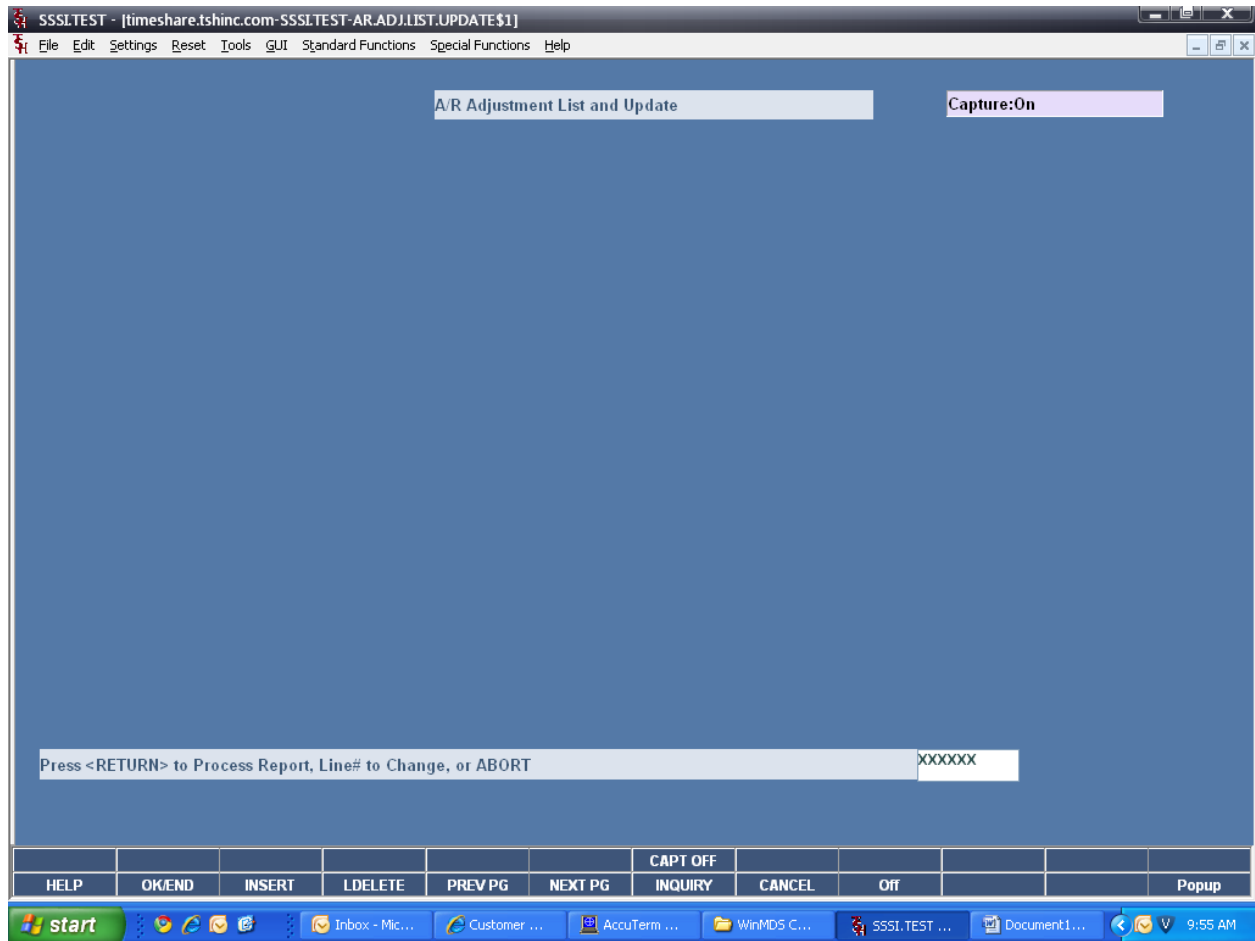 SSSI.TEST - [timeshare.tshinc.com-SSSI.TEST-AR.ADJ.LIST.UPDATE$1]
File Edit Settings Reset Tools GUI Standard Functions Special Functions Help
A/R Adjustment List and Update Capture:On
Press <RETURN> to Process Report, Line# to Change, or ABORT XXXXXX
CAPT OFF
HELP OK/END INSERT LDELETE PREV PG NEXT PG INQUIRY CANCEL Off Popup
start Inbox - Mic... Customer ... AccuTerm ... WinMDS C... SSSI.TEST ... Document1... V 9:55 AM